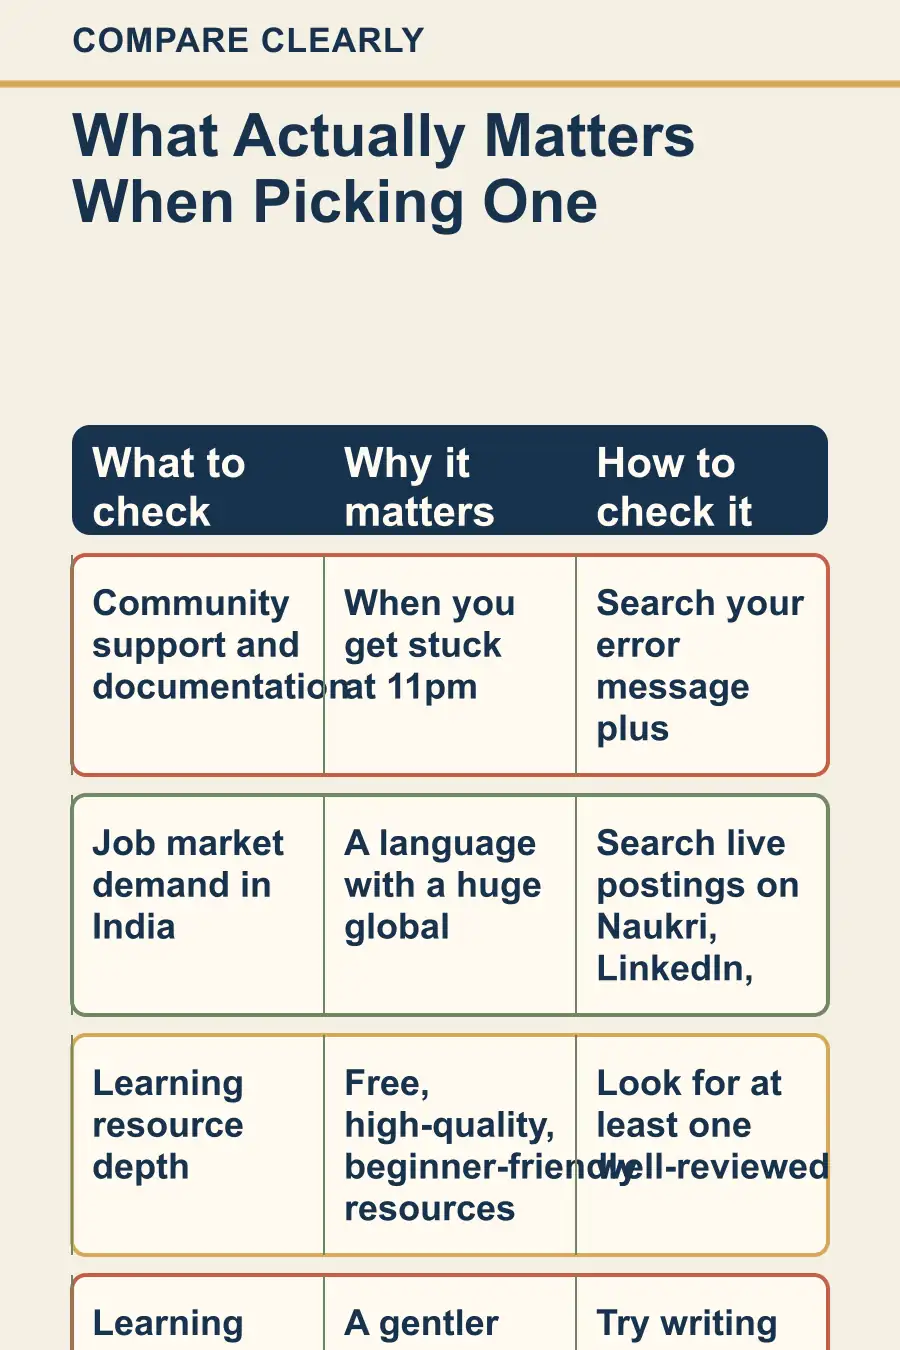 COMPARE CLEARLY
What Actually Matters
When Picking One
What to
check
Why it
matters
How to
check it
Community
support and
documentation
When you
get stuck
at 11pm
Search your
error
message
plus
Job market
demand in
India
A language
with a huge
global
Search live
postings on
Naukri,
LinkedIn,
Learning
resource
depth
Free,
high-quality,
beginner-friendly
resources
Look for at
least one
well-reviewed
Learning
A gentler
Try writing